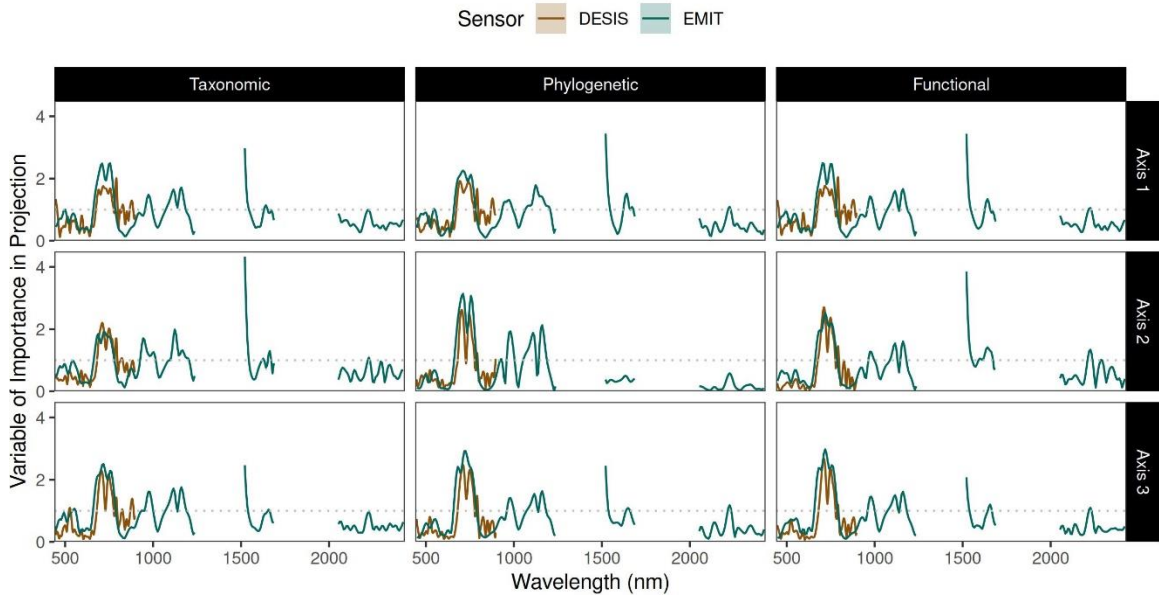 Sensor DESIS EMIT
Taxonomic Phylogenetic Functional
Variable of Importance in Projection
4
2
0
Axis 1
4
2
0
Axis 2
4
2
0
Axis 3
500 1000 1500 2000 500 1000 1500 2000 500 1000 1500 2000
Wavelength (nm)